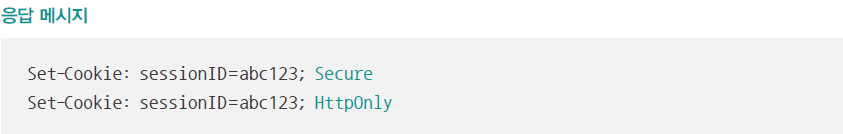 응답 메시지
Set-Cookie: sessionID=abc123; Secure
Set-Cookie: sessionID=abc123; HttpOnly